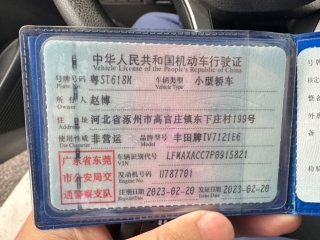 中华人民共和国机动车行驶证
Vehicle License of the People's Republic of China
号牌号码 粤ST618M 车辆类型 小型轿车
Plate No. Vehicle Type
所有人 赵博
Owner
住址 河北省涿州市高官庄镇东下庄村199号
Address
使用性质 非营运 品牌型号 丰田牌TV7121E6
Use Character Model
广东省东莞市公安局交通警察支队
车辆识别代号 LFMAXACC7P0915821
VIN
发动机号码 U787701
Engine No.
注册日期 2023-02-20 发证日期 2023-02-20
Register Date Issue Date